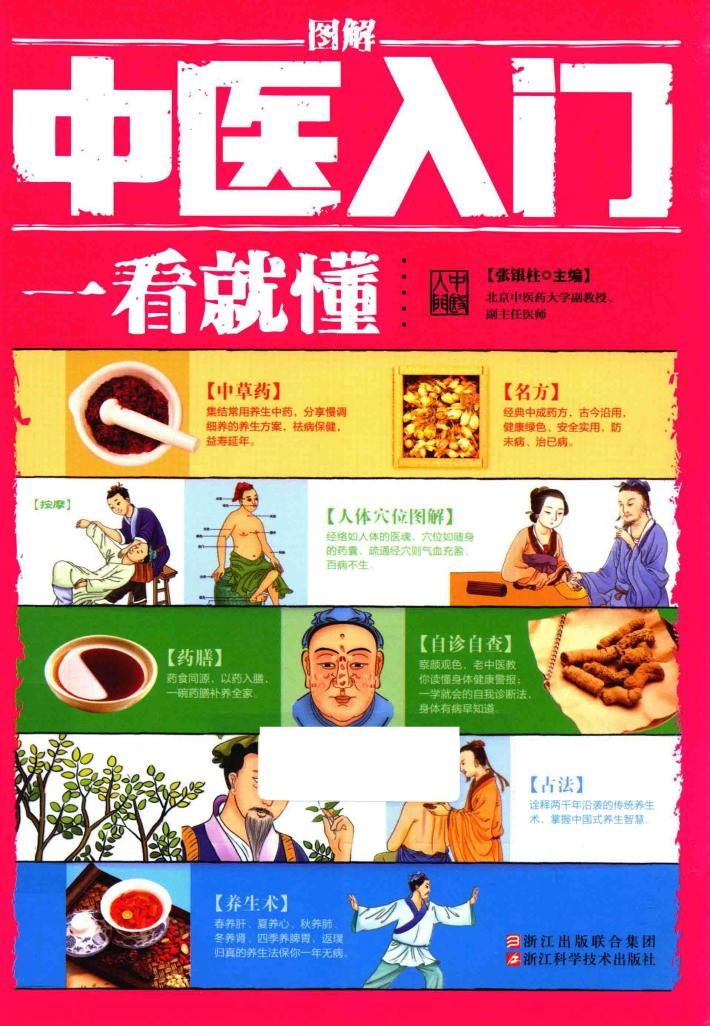 图解
中医入门
一看就懂
中医
入门
【张银柱◎主编】
北京中医药大学副教授、
副主任医师
【中草药】
集结常用养生中药，分享慢调
细养的养生方案，祛病保健，
益寿延年。
【名方】
经典中成药方，古今沿用，
健康绿色、安全实用，防
未病、治已病。
【按摩】
【人体穴位图解】
经络如人体的医魂，穴位如随身
的药囊，疏通经穴则气血充盈，
百病不生。
【药膳】
药食同源，以药入膳，
一碗药膳补养全家。
【自诊自查】
察颜观色，老中医教
你读懂身体健康警报；
一学就会的自我诊断法，
身体有病早知道。
【古法】
诠释两千年沿袭的传统养生
术，掌握中国式养生智慧。
【养生术】
春养肝、夏养心、秋养肺、
冬养肾，四季养脾胃，返璞
归真的养生法保你一年无病。
浙江出版联合集团
浙江科学技术出版社